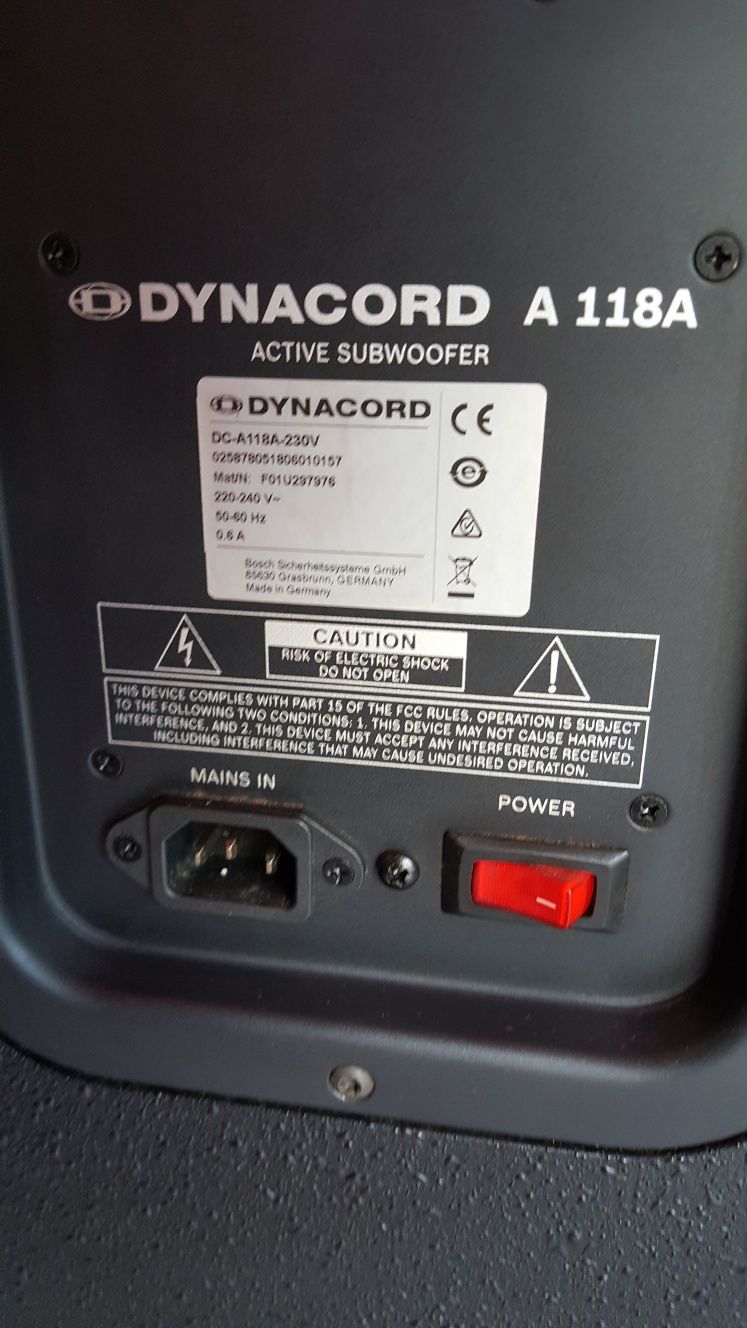 DYNACORD A 118A
ACTIVE SUBWOOFER
DYNACORD
DC-A118A-230V
025878051806010157
Mat/N: F01U297976
220-240 V~
50-60 Hz
0.6 A
Bosch Sicherheitssysteme GmbH
85630 Grasbrunn, GERMANY
Made in Germany
CE
CAUTION
RISK OF ELECTRIC SHOCK
DO NOT OPEN
THIS DEVICE COMPLIES WITH PART 15 OF THE FCC RULES. OPERATION IS SUBJECT
TO THE FOLLOWING TWO CONDITIONS: 1. THIS DEVICE MAY NOT CAUSE HARMFUL
INTERFERENCE, AND 2. THIS DEVICE MUST ACCEPT ANY INTERFERENCE RECEIVED,
INCLUDING INTERFERENCE THAT MAY CAUSE UNDESIRED OPERATION.
MAINS IN
POWER